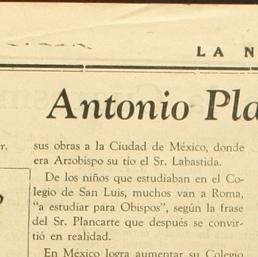 LA N
Antonio Pla
r.
sus obras a la Ciudad de México, donde
era Arzobispo su tío el Sr. Labastida.
De los niños que estudiaban en el Co-
legio de San Luis, muchos van a Roma,
"a estudiar para Obispos", según la frase
del Sr. Plancarte que después se convir-
tió en realidad.
En México logra aumentar su Colegio